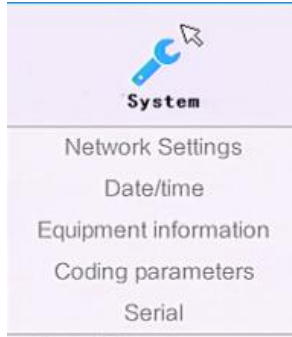 System
Network Settings
Date/time
Equipment information
Coding parameters
Serial